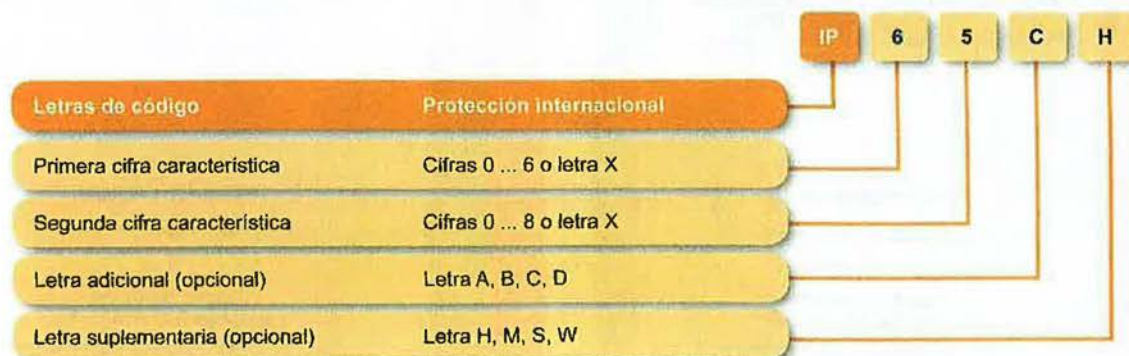 IP 6 5 C H
Letras de código Protección internacional
Primera cifra característica Cifras 0 ... 6 o letra X
Segunda cifra característica Cifras 0 ... 8 o letra X
Letra adicional (opcional) Letra A, B, C, D
Letra suplementaria (opcional) Letra H, M, S, W